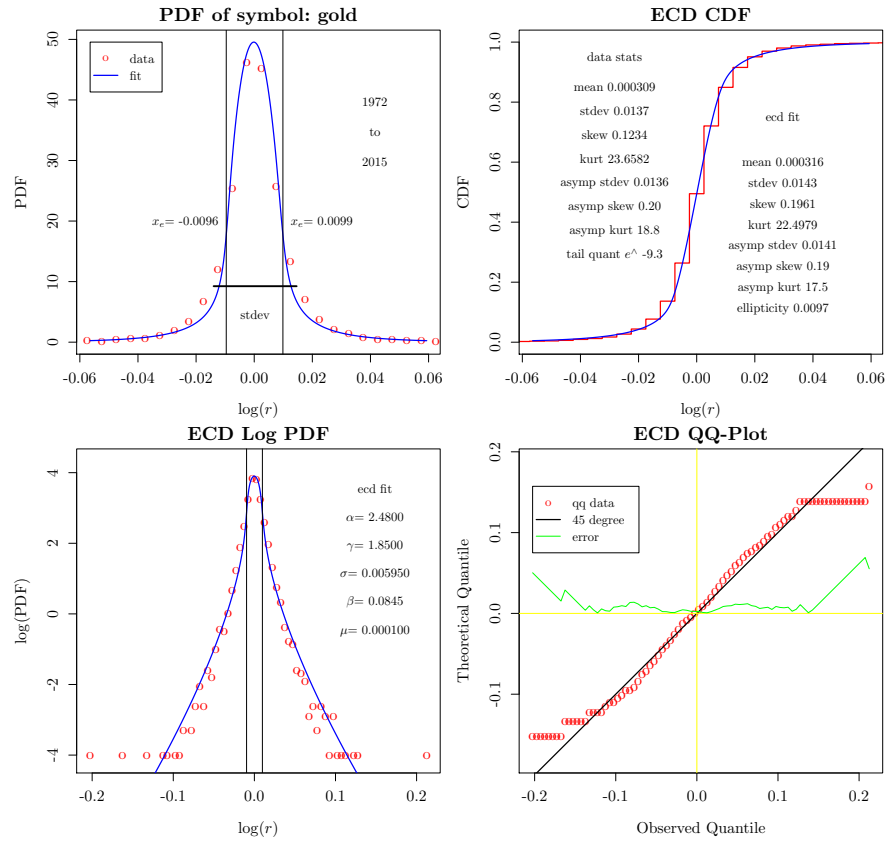 PDF of symbol: gold
data
fit
1972
to
2015
x_e= -0.0096
x_e= 0.0099
stdev
PDF
0
10
20
30
40
50
-0.06
-0.02
0.00
0.02
0.04
0.06
log(r)
ECD CDF
data stats
mean 0.000309
stdev 0.0137
skew 0.1234
kurt 23.6582
asymp stdev 0.0136
asymp skew 0.20
asymp kurt 18.8
tail quant e^ -9.3
ecd fit
mean 0.000316
stdev 0.0143
skew 0.1961
kurt 22.4979
asymp stdev 0.0141
asymp skew 0.19
asymp kurt 17.5
ellipticity 0.0097
CDF
0.0
0.2
0.4
0.6
0.8
1.0
-0.06
-0.02
0.00
0.02
0.04
0.06
log(r)
ECD Log PDF
ecd fit
α= 2.4800
γ= 1.8500
σ= 0.005950
β= 0.0845
μ= 0.000100
log(PDF)
-4
-2
0
2
4
-0.2
-0.1
0.0
0.1
0.2
log(r)
ECD QQ-Plot
qq data
45 degree
error
Theoretical Quantile
-0.1
0.0
0.1
0.2
-0.2
-0.1
0.0
0.1
0.2
Observed Quantile